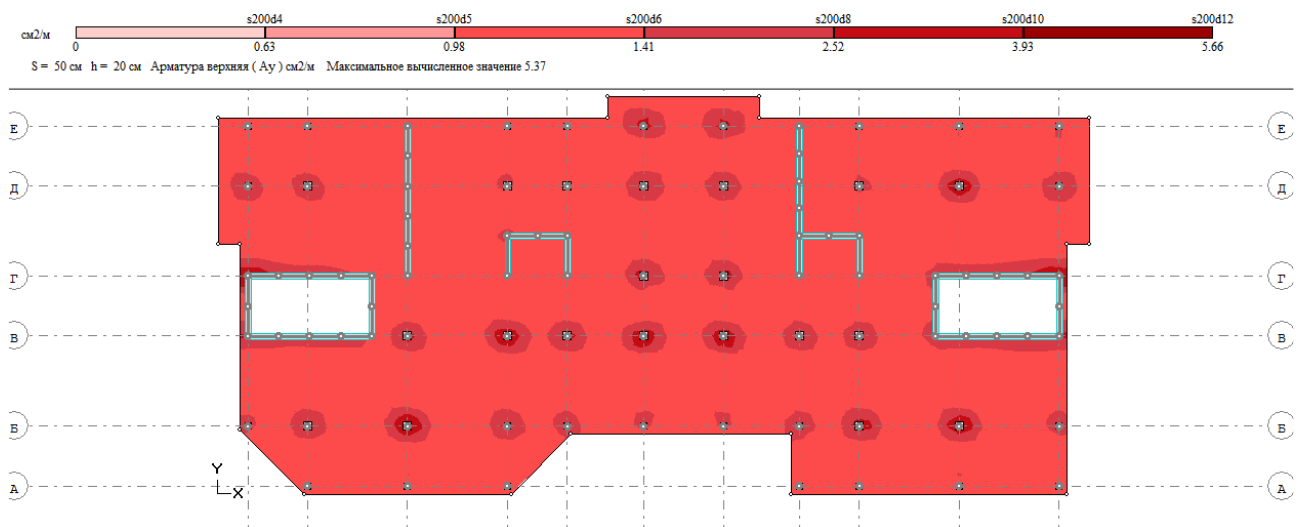 s200d4 s200d5 s200d6 s200d8 s200d10 s200d12
см2/м
0 0.63 0.98 1.41 2.52 3.93 5.66
S = 50 см h = 20 см Арматура верхняя ( Ay ) см2/м Максимальное вычисленное значение 5.37
Е Е
Д Д
Г Г
В В
Б Б
Y
X
А А